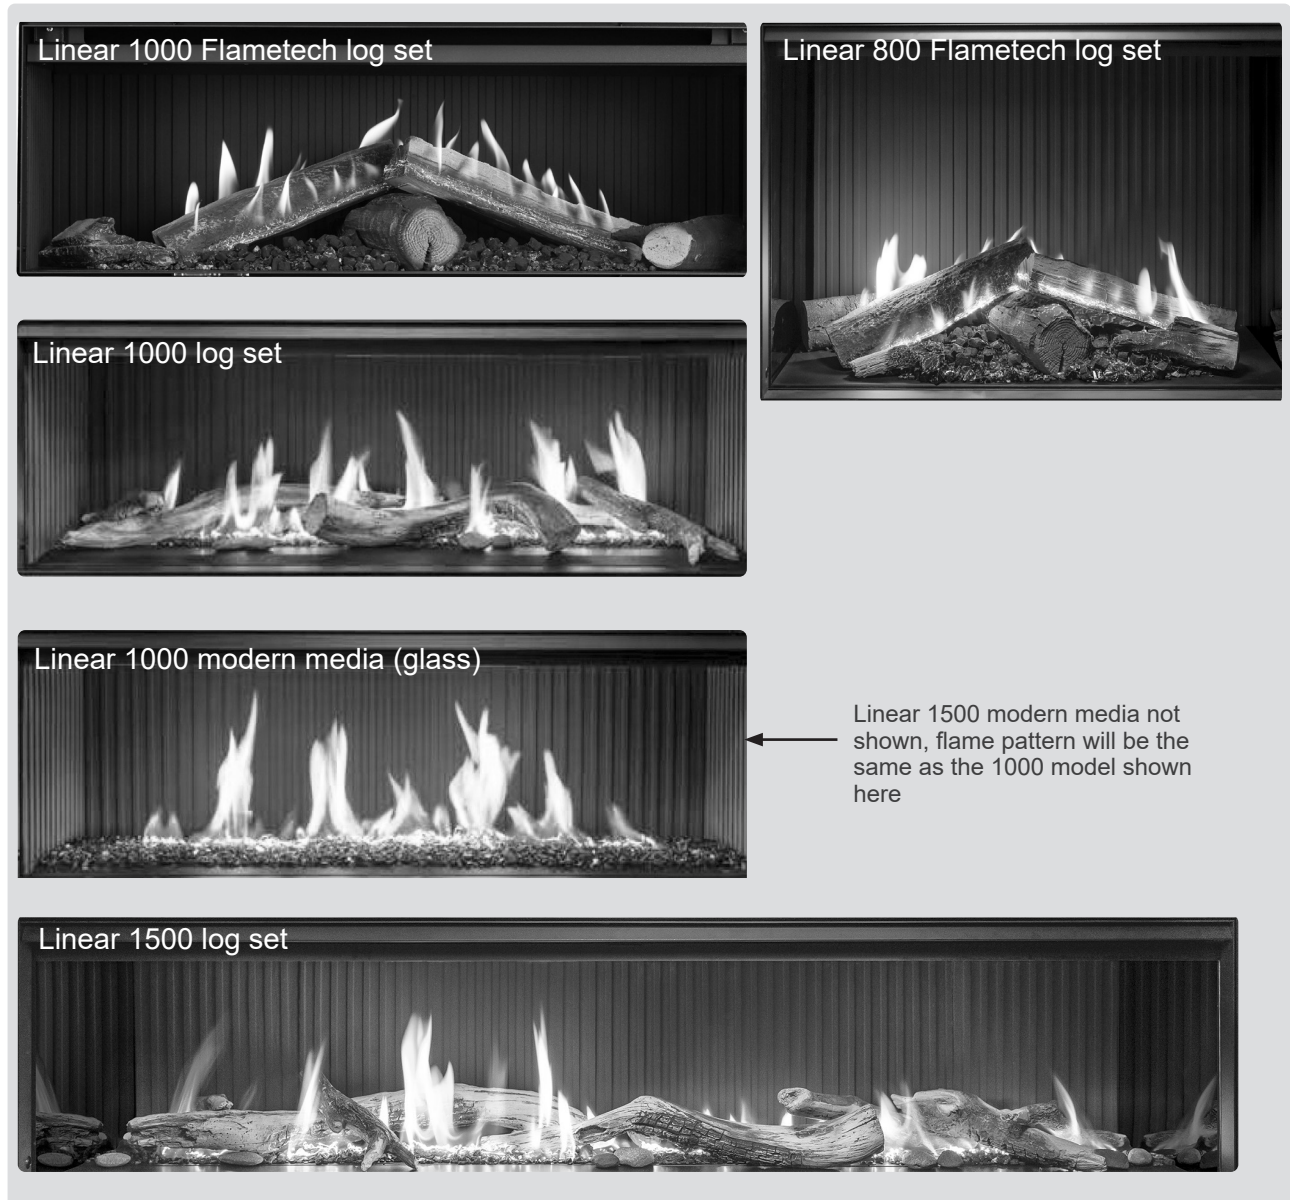 Linear 1000 Flametech log set
Linear 800 Flametech log set
Linear 1000 log set
Linear 1000 modern media (glass)
Linear 1500 modern media not
shown, flame pattern will be the
same as the 1000 model shown
here
Linear 1500 log set